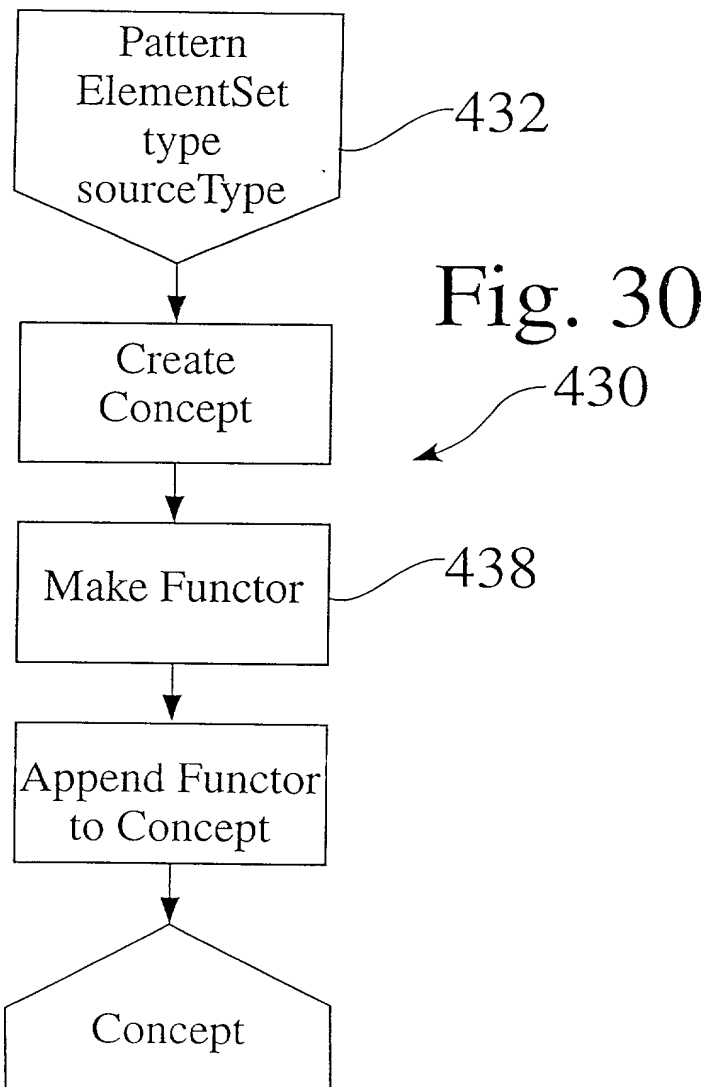 Pattern
ElementSet
type
sourceType
432
Fig. 30
Create
Concept
430
Make Functor
438
Append Functor
to Concept
Concept